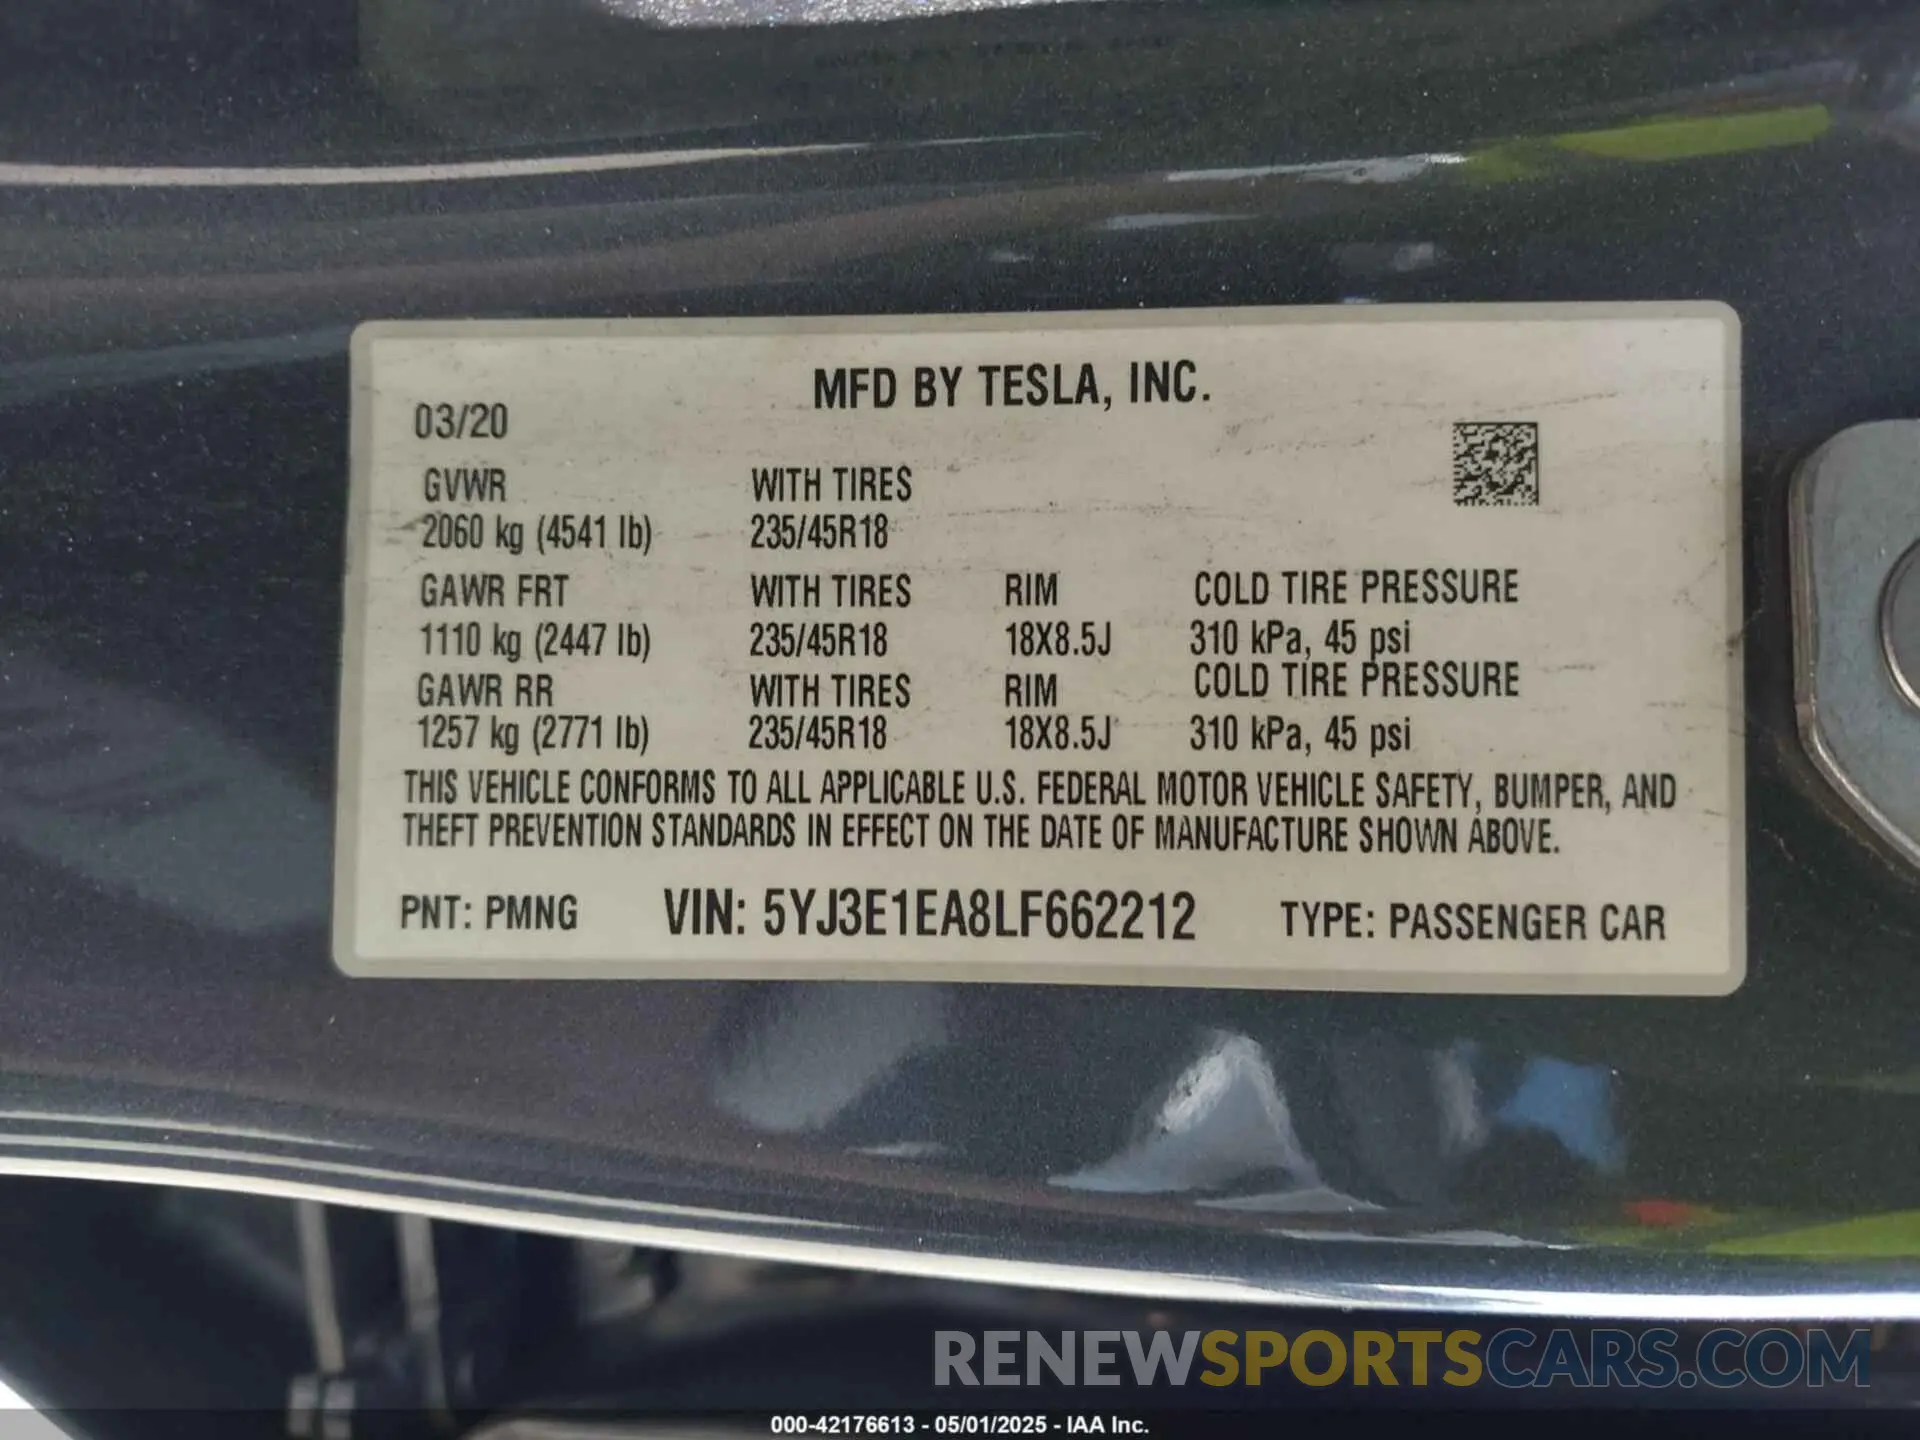 MFD BY TESLA, INC.
03/20
GVWR WITH TIRES
2060 kg (4541 lb) 235/45R18
GAWR FRT WITH TIRES RIM COLD TIRE PRESSURE
1110 kg (2447 lb) 235/45R18 18X8.5J 310 kPa, 45 psi
GAWR RR WITH TIRES RIM COLD TIRE PRESSURE
1257 kg (2771 lb) 235/45R18 18X8.5J 310 kPa, 45 psi
THIS VEHICLE CONFORMS TO ALL APPLICABLE U.S. FEDERAL MOTOR VEHICLE SAFETY, BUMPER, AND
THEFT PREVENTION STANDARDS IN EFFECT ON THE DATE OF MANUFACTURE SHOWN ABOVE.
PNT: PMNG VIN: 5YJ3E1EA8LF662212 TYPE: PASSENGER CAR
RENEWSPORTSCARS.COM
000-42176613 - 05/01/2025 - IAA Inc.